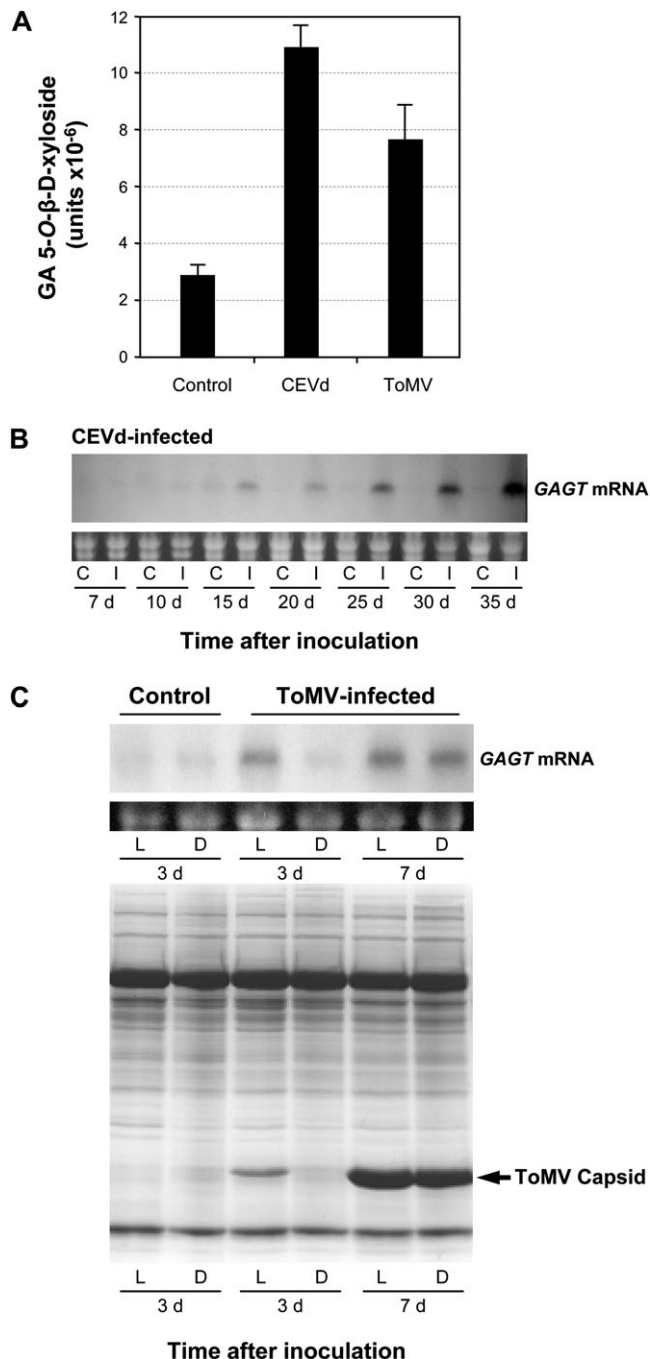 A
GA 5-O-β-D-xyloside
(units x10⁻⁶)
12
10
8
6
4
2
0
Control CEVd ToMV
B
CEVd-infected
GAGT mRNA
C I C I C I C I C I C I C I
7 d 10 d 15 d 20 d 25 d 30 d 35 d
Time after inoculation
C
Control ToMV-infected
GAGT mRNA
L D L D L D
3 d 3 d 7 d
ToMV Capsid
L D L D L D
3 d 3 d 7 d
Time after inoculation